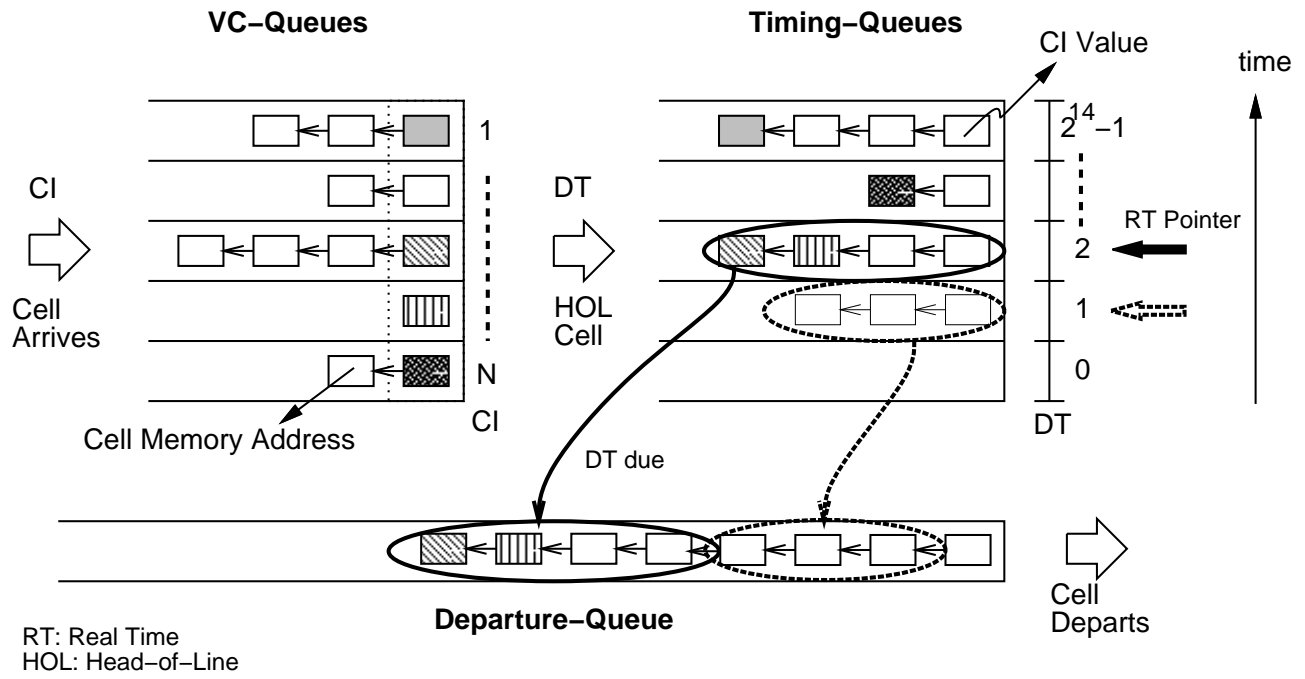 VC−Queues
Timing−Queues
CI Value
time
1
2^14−1
CI
DT
RT Pointer
2
Cell
Arrives
HOL
Cell
1
N
0
CI
DT
Cell Memory Address
DT due
Cell
Departs
Departure−Queue
RT: Real Time
HOL: Head−of−Line